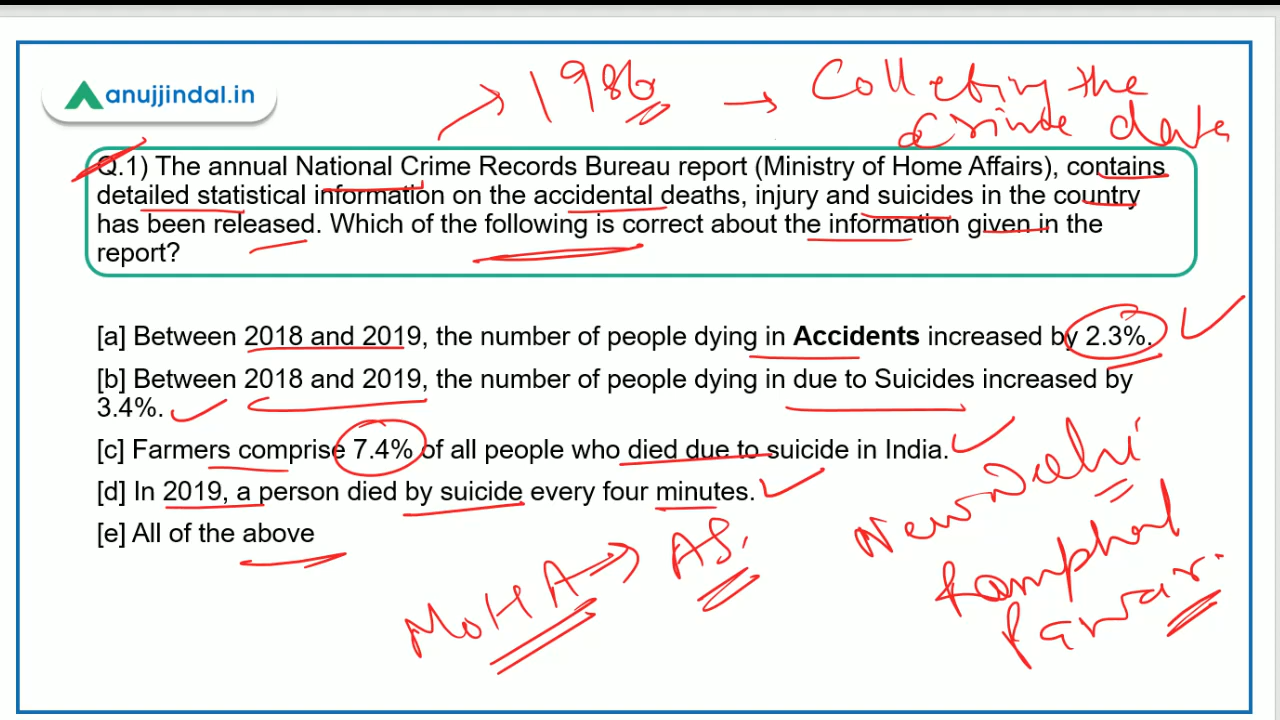 anujjindal.in
→ 1986 → Collecting the
crime data
Q.1) The annual National Crime Records Bureau report (Ministry of Home Affairs), contains
detailed statistical information on the accidental deaths, injury and suicides in the country
has been released. Which of the following is correct about the information given in the
report?
[a] Between 2018 and 2019, the number of people dying in Accidents increased by 2.3%.
[b] Between 2018 and 2019, the number of people dying in due to Suicides increased by
3.4%.
[c] Farmers comprise 7.4% of all people who died due to suicide in India.
[d] In 2019, a person died by suicide every four minutes.
[e] All of the above
New Delhi
MoHA → AS.
Ramphal
Pawar.